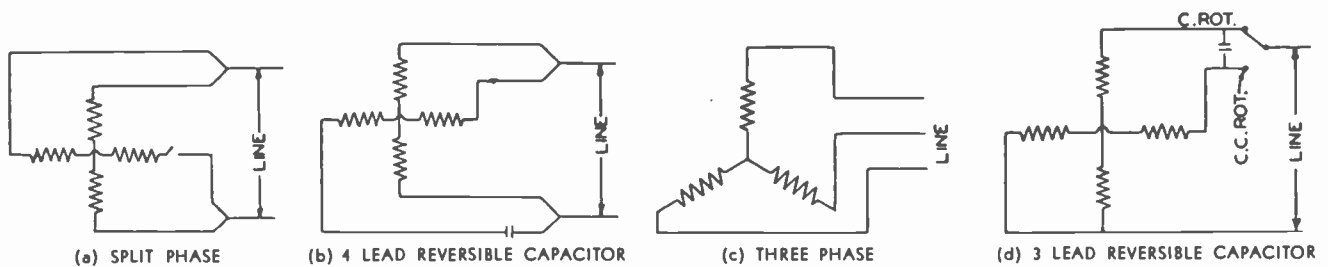 C. ROT.
LINE
LINE
LINE
C.C. ROT.
LINE
(a) SPLIT PHASE
(b) 4 LEAD REVERSIBLE CAPACITOR
(c) THREE PHASE
(d) 3 LEAD REVERSIBLE CAPACITOR